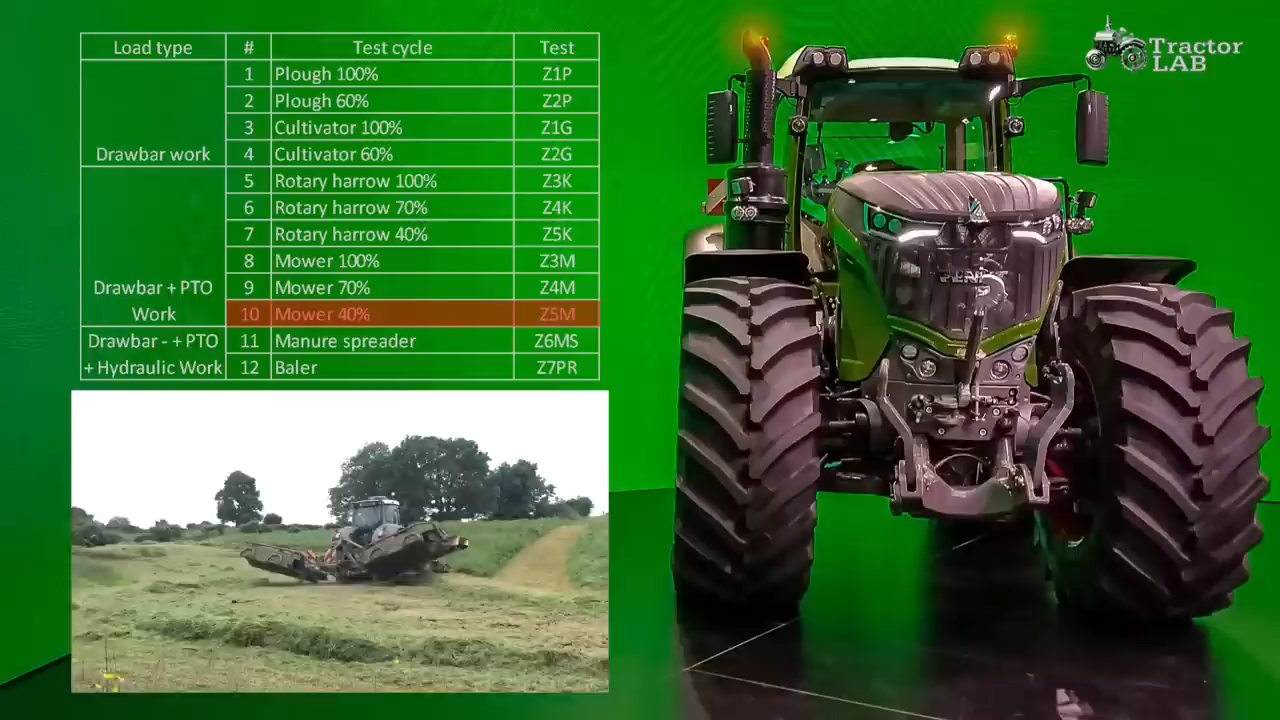 Load type # Test cycle Test
1 Plough 100% Z1P
2 Plough 60% Z2P
3 Cultivator 100% Z1G
Drawbar work 4 Cultivator 60% Z2G
5 Rotary harrow 100% Z3K
6 Rotary harrow 70% Z4K
7 Rotary harrow 40% Z5K
8 Mower 100% Z3M
Drawbar + PTO 9 Mower 70% Z4M
Work 10 Mower 40% Z5M
Drawbar - + PTO 11 Manure spreader Z6MS
+ Hydraulic Work 12 Baler Z7PR
Tractor
LAB
FENDT